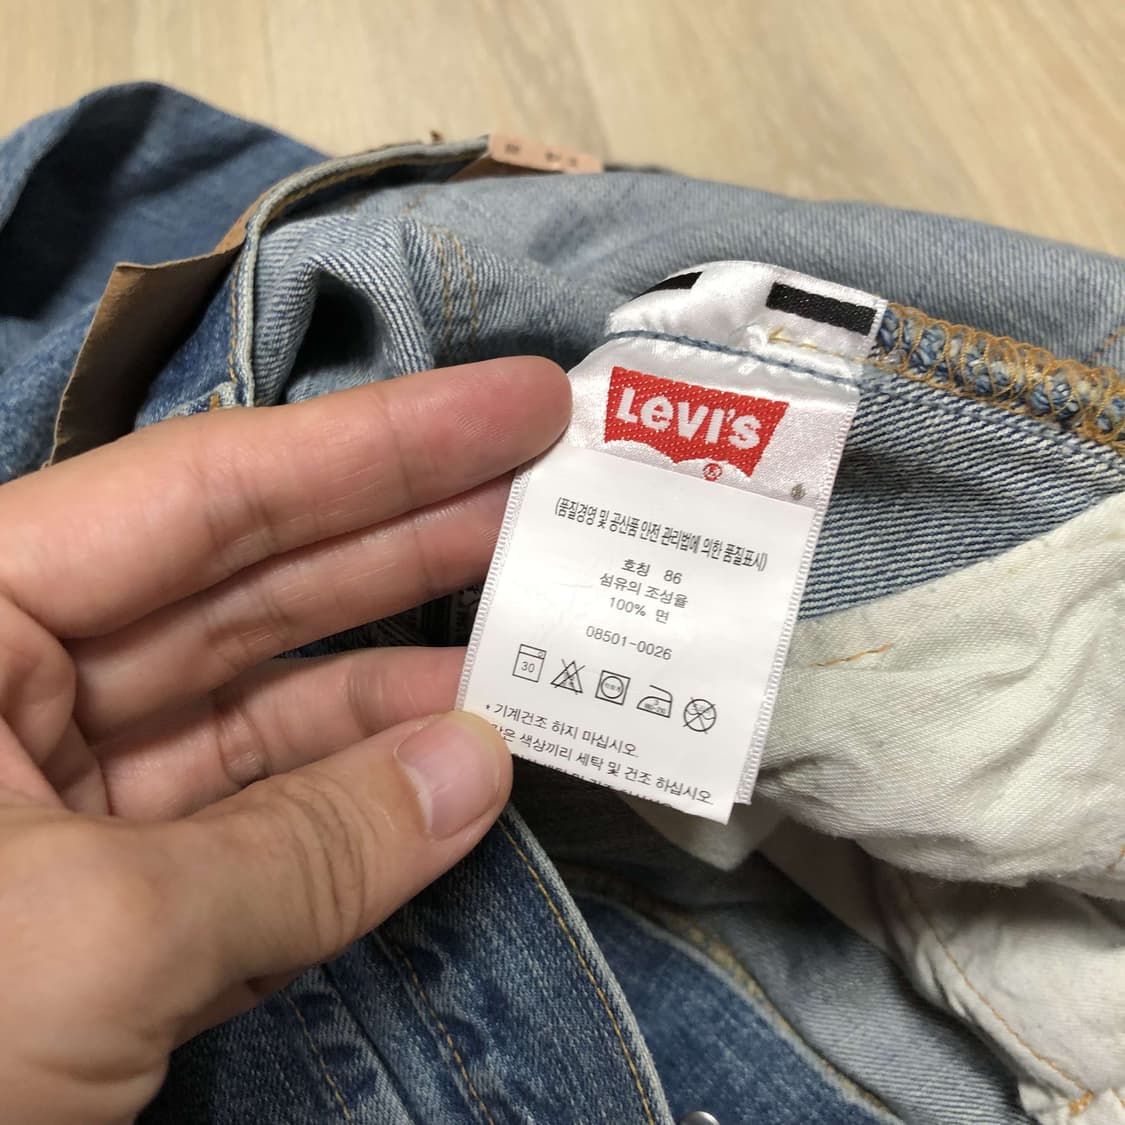 LEVI'S
(품질경영 및 공산품 안전 관리법에 의한 품질표시)
호칭 86
섬유의 조성율
100% 면
08501-0026
30
* 기계건조 하지 마십시오
같은 색상끼리 세탁 및 건조 하십시오